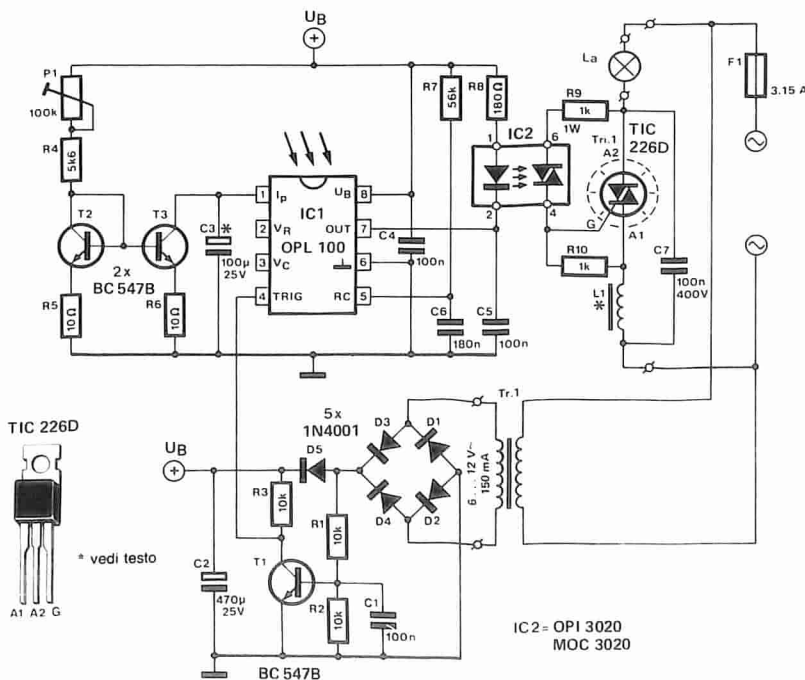 UB
P1
100k
R4
5k6
T2
T3
2x
BC 547B
R5
10Ω
R6
10Ω
C3
*
100µ
25V
1
IP
UB
8
2
VR
IC1
OUT
7
3
VC
OPL 100
6
4
TRIG
RC
5
C4
100n
R7
56k
R8
180Ω
C6
180n
C5
100n
IC2
1
6
2
4
R9
1k
1W
R10
1k
La
F1
3.15 A
TIC
226D
Tri.1
A2
G
A1
C7
100n
400V
L1
*
TIC 226D
A1 A2 G
* vedi testo
UB
5x
1N4001
D5
D3
D1
D4
D2
R3
10k
R1
10k
R2
10k
T1
BC 547B
C1
100n
C2
470µ
25V
Tr.1
6 ... 12 V~
150 mA
IC2 = OPI 3020
MOC 3020